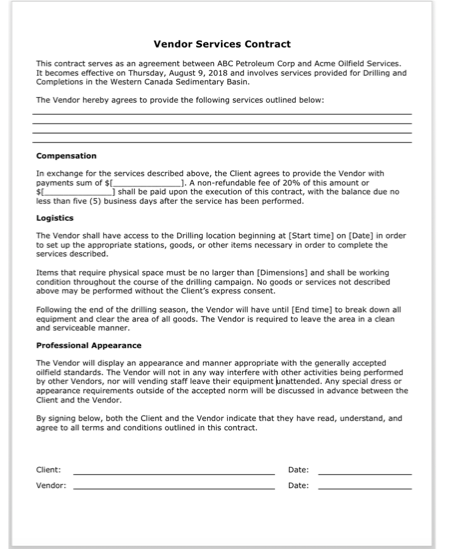 Vendor Services Contract
This contract serves as an agreement between ABC Petroleum Corp and Acme Oilfield Services.
It becomes effective on Thursday, August 9, 2018 and involves services provided for Drilling and
Completions in the Western Canada Sedimentary Basin.
The Vendor hereby agrees to provide the following services outlined below:
Compensation
In exchange for the services described above, the Client agrees to provide the Vendor with
payments sum of $[________________]. A non-refundable fee of 20% of this amount or
$[________________] shall be paid upon the execution of this contract, with the balance due no
less than five (5) business days after the service has been performed.
Logistics
The Vendor shall have access to the Drilling location beginning at [Start time] on [Date] in order
to set up the appropriate stations, goods, or other items necessary in order to complete the
services described.
Items that require physical space must be no larger than [Dimensions] and shall be working
condition throughout the course of the drilling campaign. No goods or services not described
above may be performed without the Client's express consent.
Following the end of the drilling season, the Vendor will have until [End time] to break down all
equipment and clear the area of all goods. The Vendor is required to leave the area in a clean
and serviceable manner.
Professional Appearance
The Vendor will display an appearance and manner appropriate with the generally accepted
oilfield standards. The Vendor will not in any way interfere with other activities being performed
by other Vendors, nor will vending staff leave their equipment unattended. Any special dress or
appearance requirements outside of the accepted norm will be discussed in advance between the
Client and the Vendor.
By signing below, both the Client and the Vendor indicate that they have read, understand, and
agree to all terms and conditions outlined in this contract.
Client: Date:
Vendor: Date: